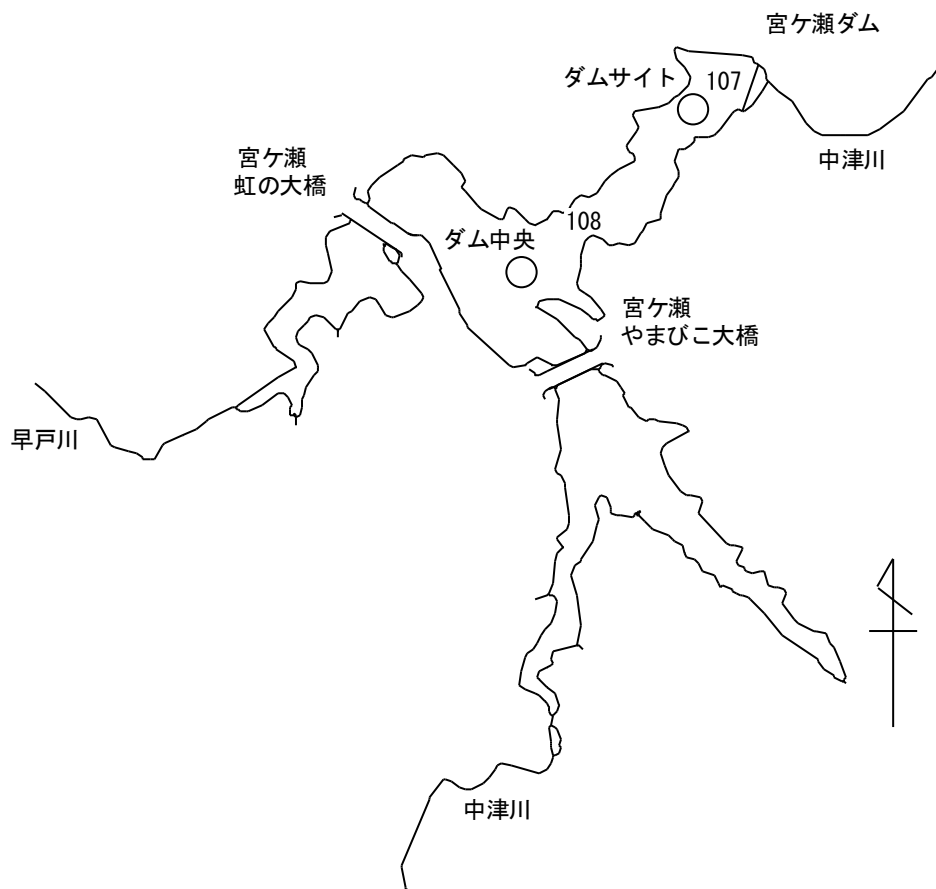 宮ケ瀬ダム
ダムサイト
107
中津川
宮ケ瀬
虹の大橋
108
ダム中央
宮ケ瀬
やまびこ大橋
早戸川
中津川